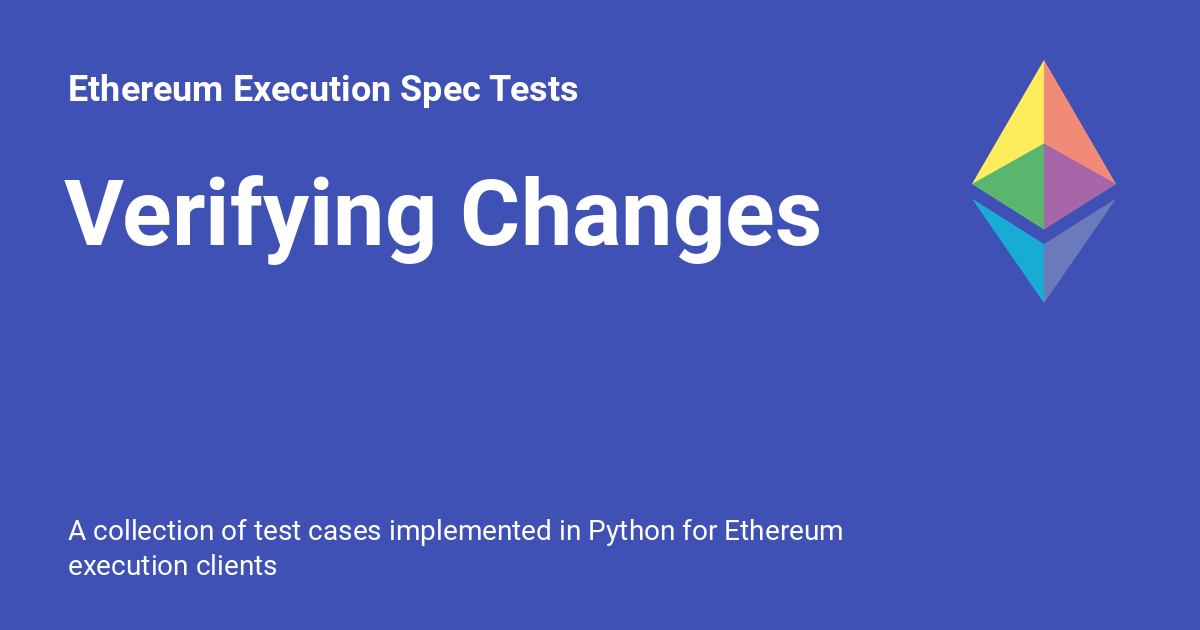 Ethereum Execution Spec Tests
Verifying Changes
A collection of test cases implemented in Python for Ethereum
execution clients